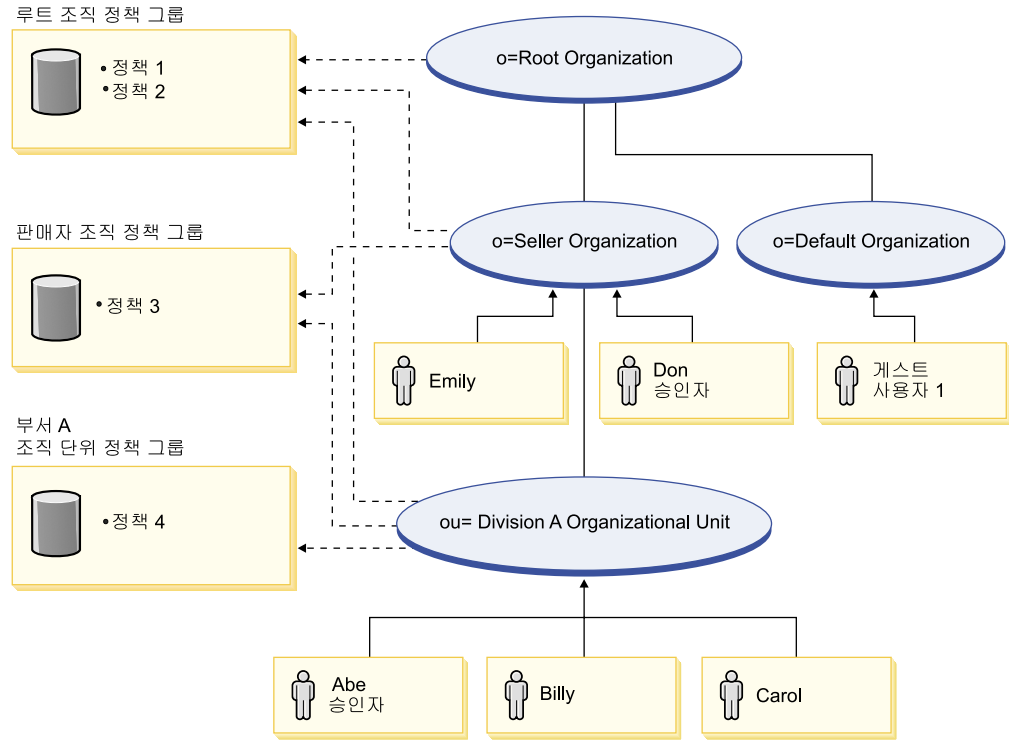 루트 조직 정책 그룹
• 정책 1
• 정책 2
o=Root Organization
판매자 조직 정책 그룹
• 정책 3
o=Seller Organization
o=Default Organization
Emily
Don
승인자
게스트
사용자 1
부서 A
조직 단위 정책 그룹
• 정책 4
ou= Division A Organizational Unit
Abe
승인자
Billy
Carol